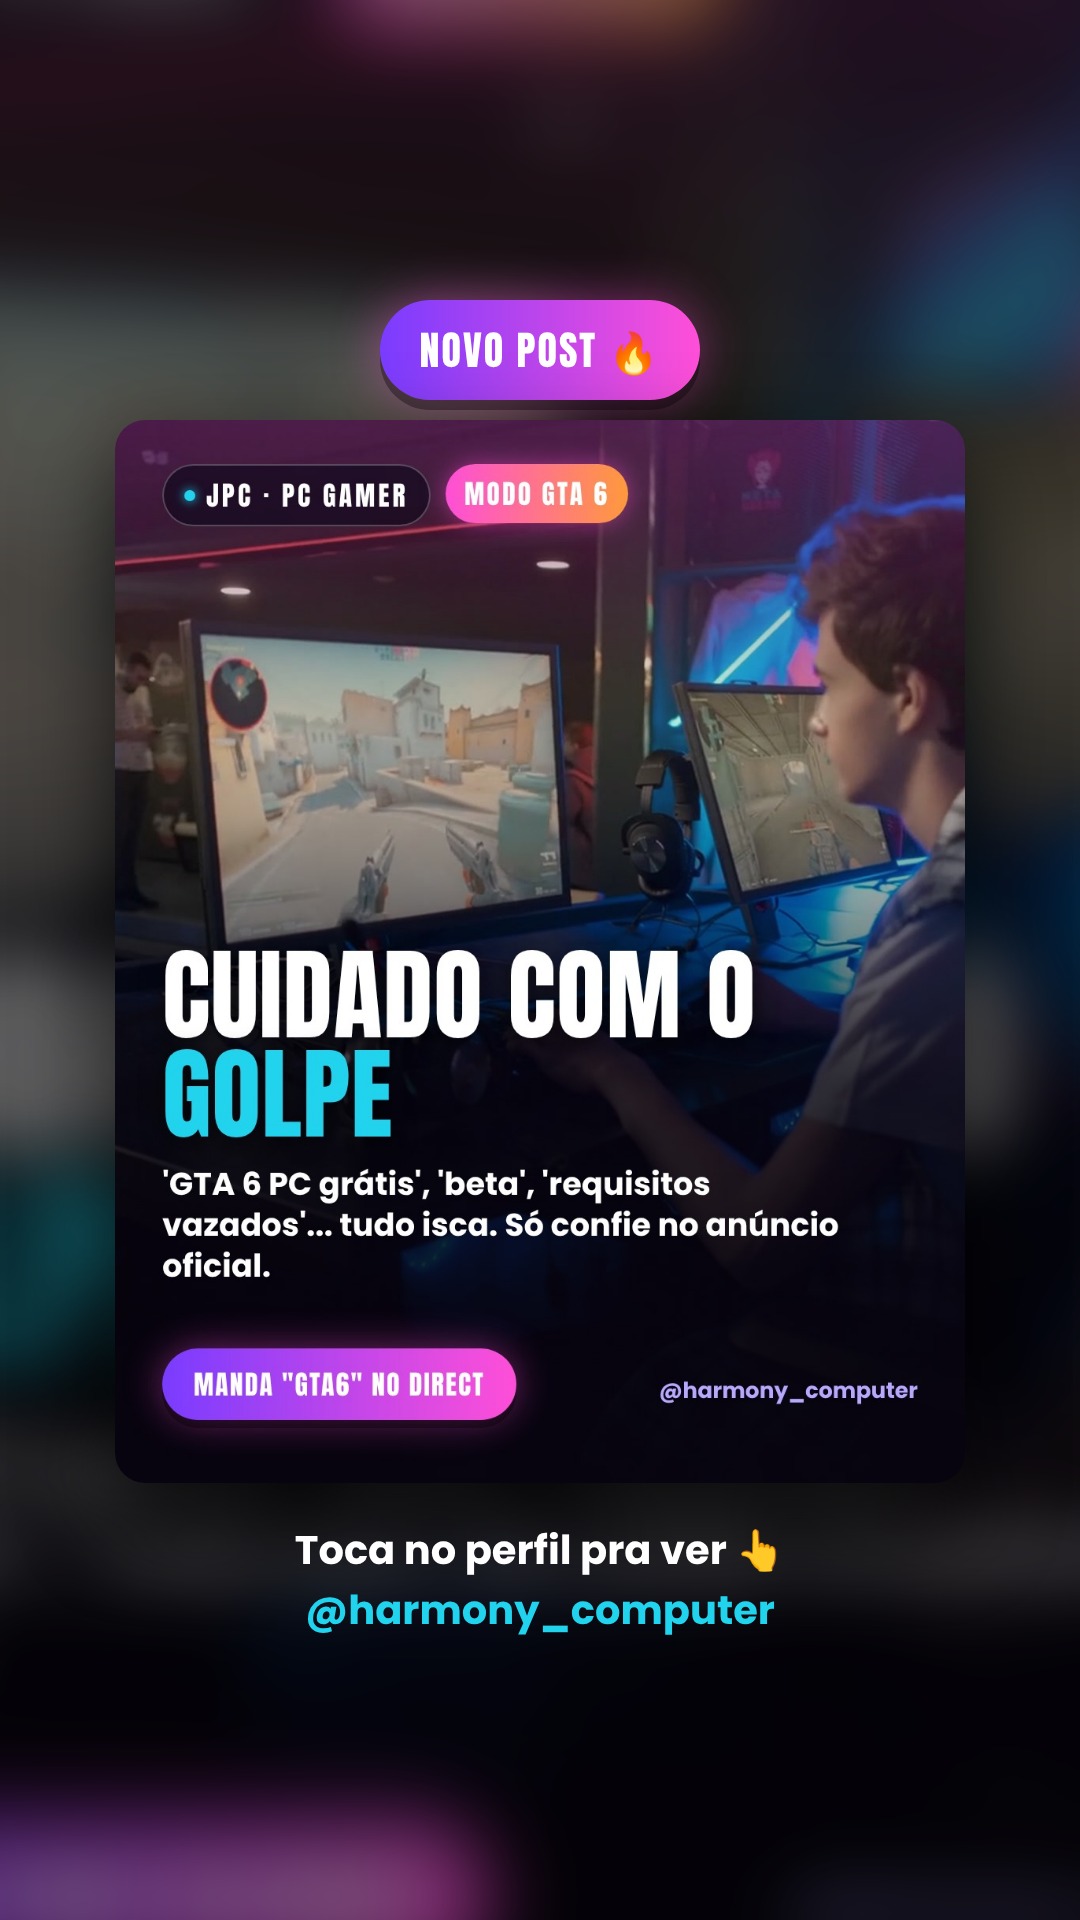 NOVO POST 🔥
JPC · PC GAMER
MODO GTA 6
CUIDADO COM O
GOLPE
'GTA 6 PC grátis', 'beta', 'requisitos
vazados'... tudo isca. Só confie no anúncio
oficial.
MANDA "GTA6" NO DIRECT
@harmony_computer
Toca no perfil pra ver 👆
@harmony_computer